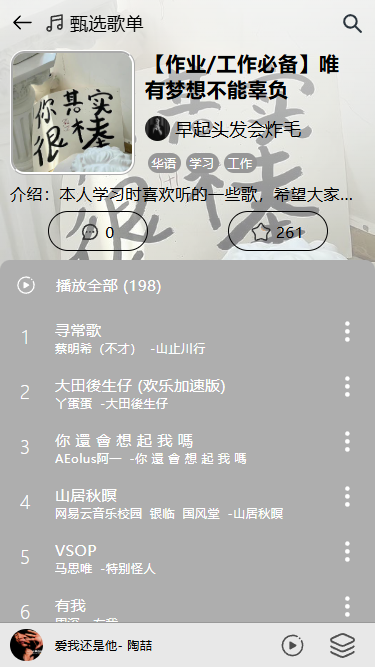 甄选歌单
【作业/工作必备】唯
有梦想不能辜负
其实
你很棒
早起头发会炸毛
华语 学习 工作
介绍：本人学习时喜欢听的一些歌，希望大家...
0
261
播放全部 (198)
1
寻常歌
蔡明希（不才） -山止川行
2
大田後生仔 (欢乐加速版)
丫蛋蛋 -大田後生仔
3
你 還 會 想 起 我 嗎
AEolus阿一 -你 還 會 想 起 我 嗎
4
山居秋暝
网易云音乐校园 银临 国风堂 -山居秋暝
5
VSOP
马思唯 -特别怪人
6
有我
爱我还是他- 陶喆